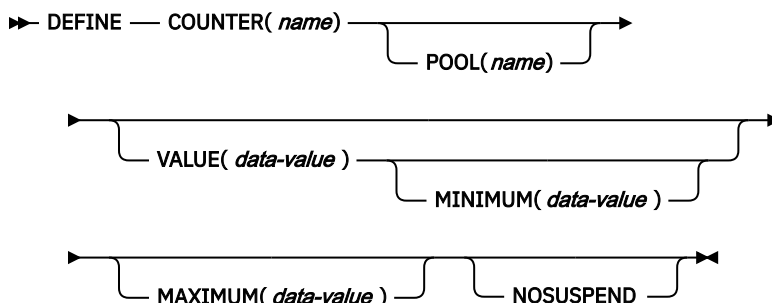 DEFINE COUNTER( name)
POOL( name)
VALUE( data-value )
MINIMUM( data-value )
MAXIMUM( data-value ) NOSUSPEND